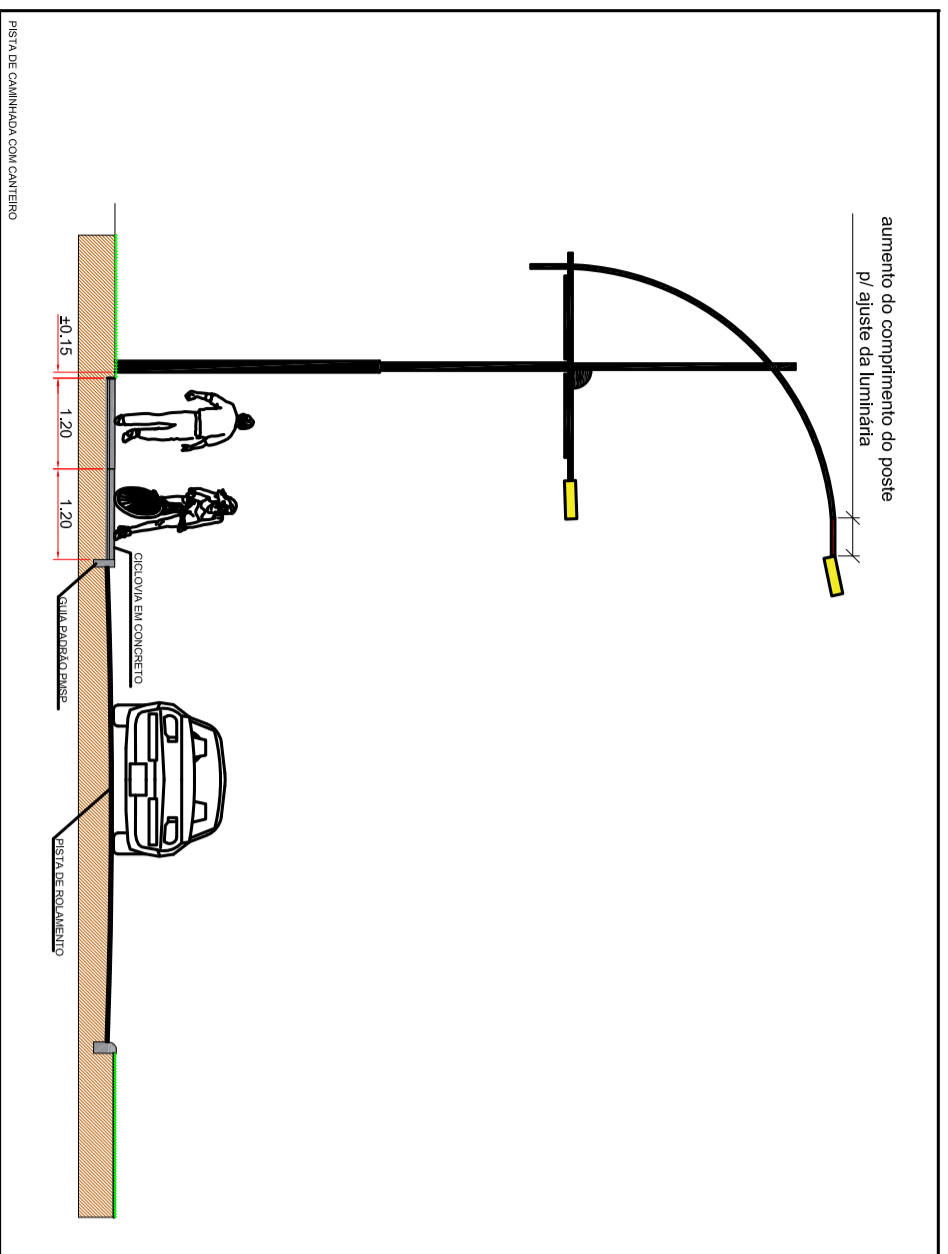 aumento do comprimento do poste
p/ ajuste da luminária
±0.15
1.20
1.20
CICLOVIA EM CONCRETO
GUIA PADRÃO PMSP
PISTA DE ROLAMENTO
PISTA DE CAMINHADA COM CANTEIRO